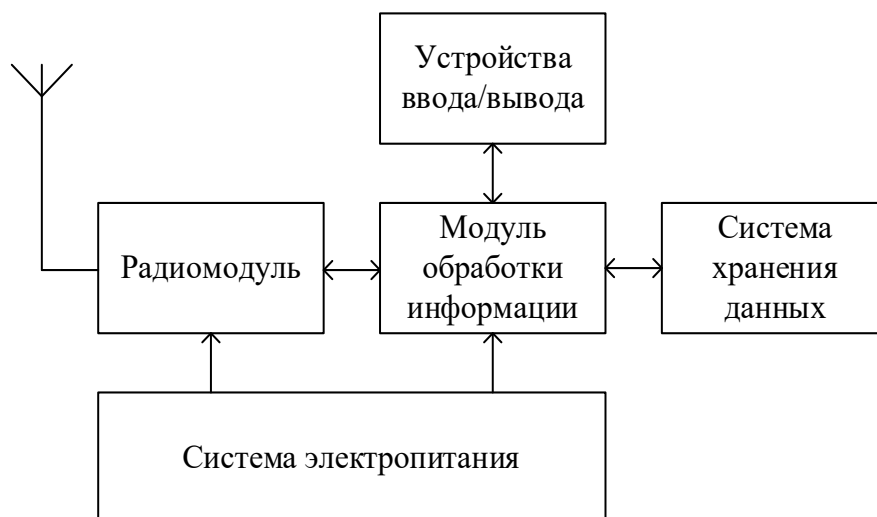 Устройства
ввода/вывода
Радиомодуль
Модуль
обработки
информации
Система
хранения
данных
Система электропитания